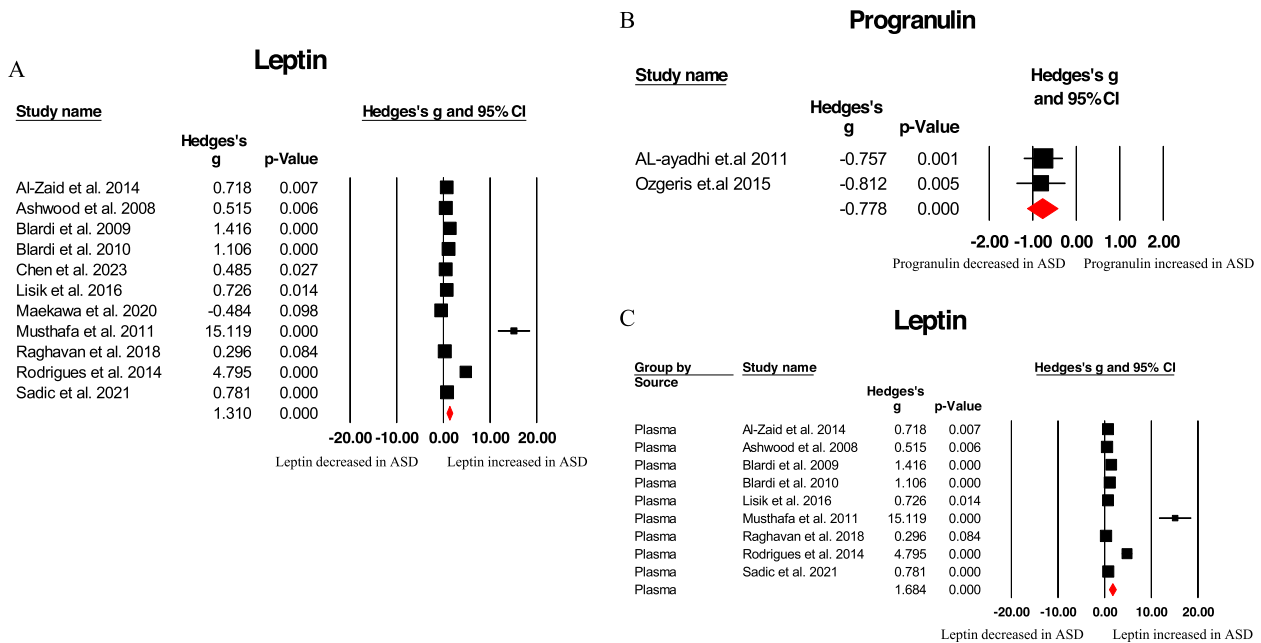 A
Leptin
Study name
Hedges's g and 95% CI
Hedges's
g
p-Value
Al-Zaid et al. 2014 0.718 0.007
Ashwood et al. 2008 0.515 0.006
Blardi et al. 2009 1.416 0.000
Blardi et al. 2010 1.106 0.000
Chen et al. 2023 0.485 0.027
Lisik et al. 2016 0.726 0.014
Maekawa et al. 2020 -0.484 0.098
Musthafa et al. 2011 15.119 0.000
Raghavan et al. 2018 0.296 0.084
Rodrigues et al. 2014 4.795 0.000
Sadic et al. 2021 0.781 0.000
1.310 0.000
-20.00 -10.00 0.00 10.00 20.00
Leptin decreased in ASD Leptin increased in ASD
B
Progranulin
Study name
Hedges's g
and 95%CI
Hedges's
g
p-Value
AL-ayadhi et.al 2011 -0.757 0.001
Ozgeris et.al 2015 -0.812 0.005
-0.778 0.000
-2.00 -1.00 0.00 1.00 2.00
Progranulin decreased in ASD Progranulin increased in ASD
C
Leptin
Group by
Source
Study name
Hedges's g and 95% CI
Hedges's
g
p-Value
Plasma Al-Zaid et al. 2014 0.718 0.007
Plasma Ashwood et al. 2008 0.515 0.006
Plasma Blardi et al. 2009 1.416 0.000
Plasma Blardi et al. 2010 1.106 0.000
Plasma Lisik et al. 2016 0.726 0.014
Plasma Musthafa et al. 2011 15.119 0.000
Plasma Raghavan et al. 2018 0.296 0.084
Plasma Rodrigues et al. 2014 4.795 0.000
Plasma Sadic et al. 2021 0.781 0.000
Plasma 1.684 0.000
-20.00 -10.00 0.00 10.00 20.00
Leptin decreased in ASD Leptin increased in ASD